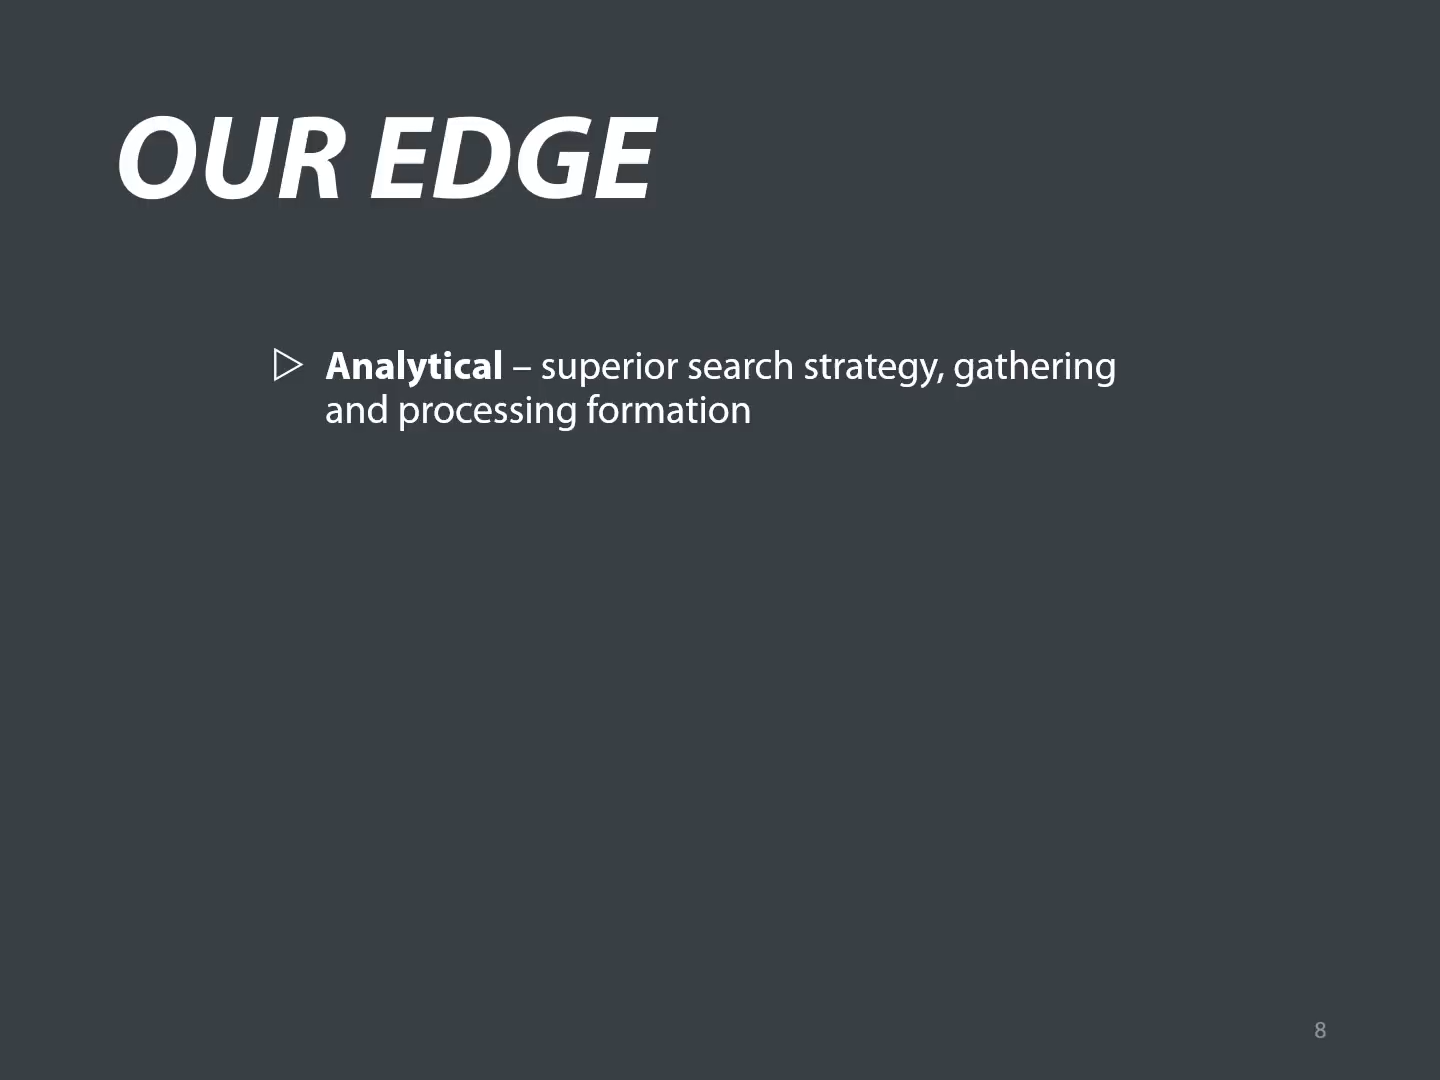 OUR EDGE
▷ Analytical – superior search strategy, gathering
and processing formation
8